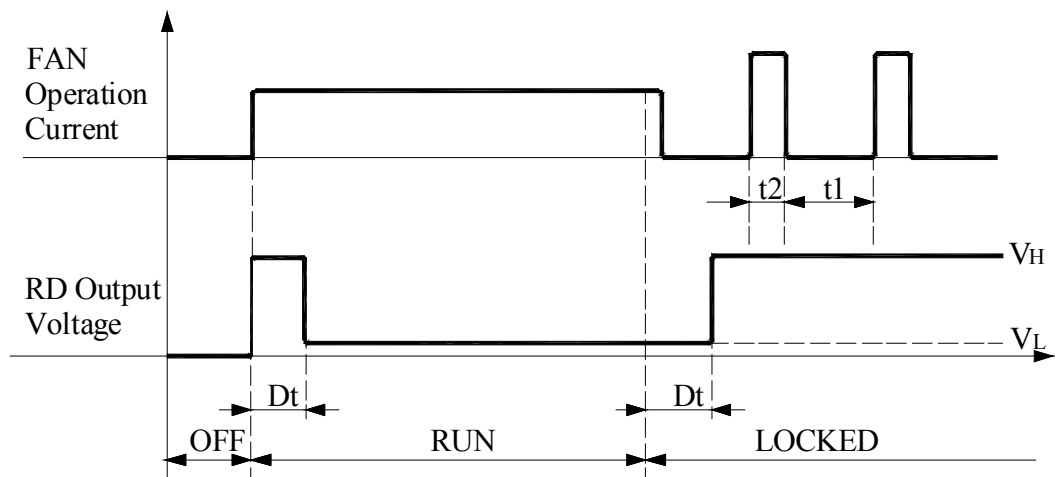 FAN
Operation
Current
t2
t1
VH
RD Output
Voltage
VL
Dt
Dt
OFF
RUN
LOCKED